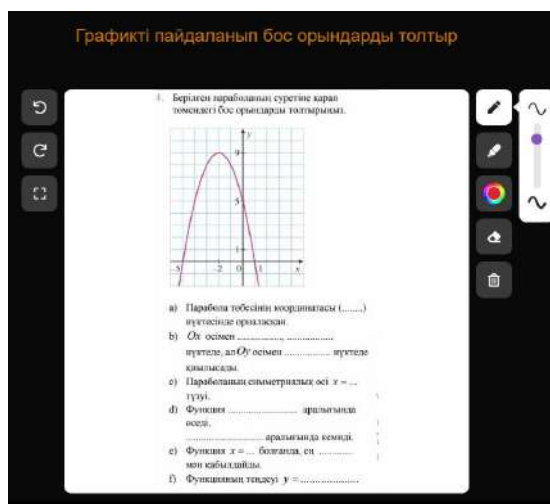 Графикті пайдаланып бос орындарды толтыр
4. Берілген параболаның суретіне қарап
төмендегі бос орындарды толтырыңыз.
y
9
5
1
-5 -2 0 1 x
a) Парабола төбесінің координатасы (.......)
нүктесінде орналасқан.
b) Ox осімен .............., ..............
нүктеде, ал Oy осімен .............. нүктеде
қиылысады.
c) Параболаның симметриялық осі x = ...
түзуі.
d) Функция ..................... аралығында
өседі,
....................... аралығында кемиді.
e) Функция x = ... болғанда, ең ...........
мән қабылдайды.
f) Функцияның теңдеуі y = ...................